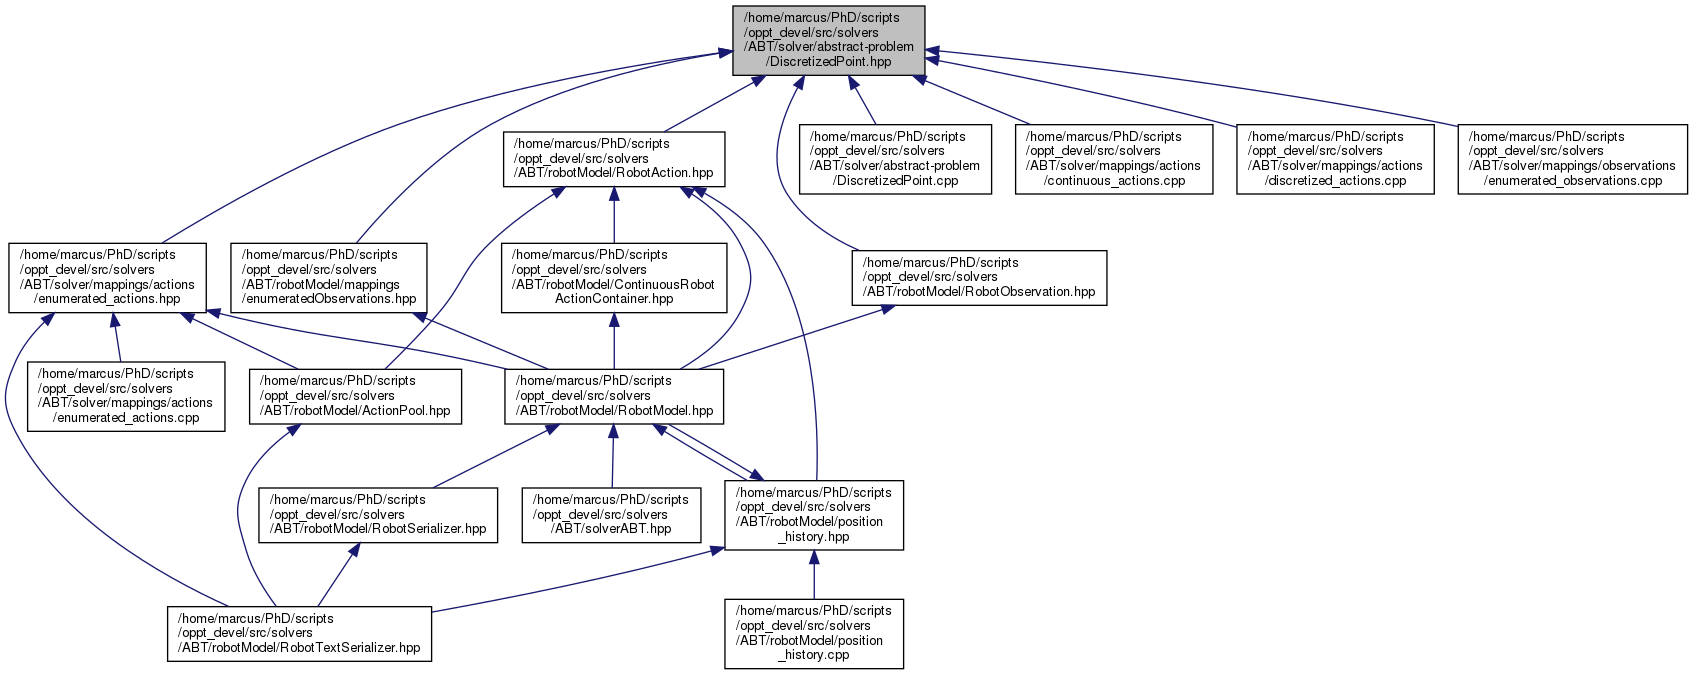 /home/marcus/PhD/scripts
/oppt_devel/src/solvers
/ABT/solver/abstract-problem
/DiscretizedPoint.hpp
/home/marcus/PhD/scripts
/oppt_devel/src/solvers
/ABT/robotModel/RobotAction.hpp
/home/marcus/PhD/scripts
/oppt_devel/src/solvers
/ABT/solver/abstract-problem
/DiscretizedPoint.cpp
/home/marcus/PhD/scripts
/oppt_devel/src/solvers
/ABT/solver/mappings/actions
/continuous_actions.cpp
/home/marcus/PhD/scripts
/oppt_devel/src/solvers
/ABT/solver/mappings/actions
/discretized_actions.cpp
/home/marcus/PhD/scripts
/oppt_devel/src/solvers
/ABT/solver/mappings/observations
/enumerated_observations.cpp
/home/marcus/PhD/scripts
/oppt_devel/src/solvers
/ABT/solver/mappings/actions
/enumerated_actions.hpp
/home/marcus/PhD/scripts
/oppt_devel/src/solvers
/ABT/robotModel/mappings
/enumeratedObservations.hpp
/home/marcus/PhD/scripts
/oppt_devel/src/solvers
/ABT/robotModel/ContinuousRobot
ActionContainer.hpp
/home/marcus/PhD/scripts
/oppt_devel/src/solvers
/ABT/robotModel/RobotObservation.hpp
/home/marcus/PhD/scripts
/oppt_devel/src/solvers
/ABT/solver/mappings/actions
/enumerated_actions.cpp
/home/marcus/PhD/scripts
/oppt_devel/src/solvers
/ABT/robotModel/ActionPool.hpp
/home/marcus/PhD/scripts
/oppt_devel/src/solvers
/ABT/robotModel/RobotModel.hpp
/home/marcus/PhD/scripts
/oppt_devel/src/solvers
/ABT/robotModel/RobotSerializer.hpp
/home/marcus/PhD/scripts
/oppt_devel/src/solvers
/ABT/solverABT.hpp
/home/marcus/PhD/scripts
/oppt_devel/src/solvers
/ABT/robotModel/position
_history.hpp
/home/marcus/PhD/scripts
/oppt_devel/src/solvers
/ABT/robotModel/RobotTextSerializer.hpp
/home/marcus/PhD/scripts
/oppt_devel/src/solvers
/ABT/robotModel/position
_history.cpp